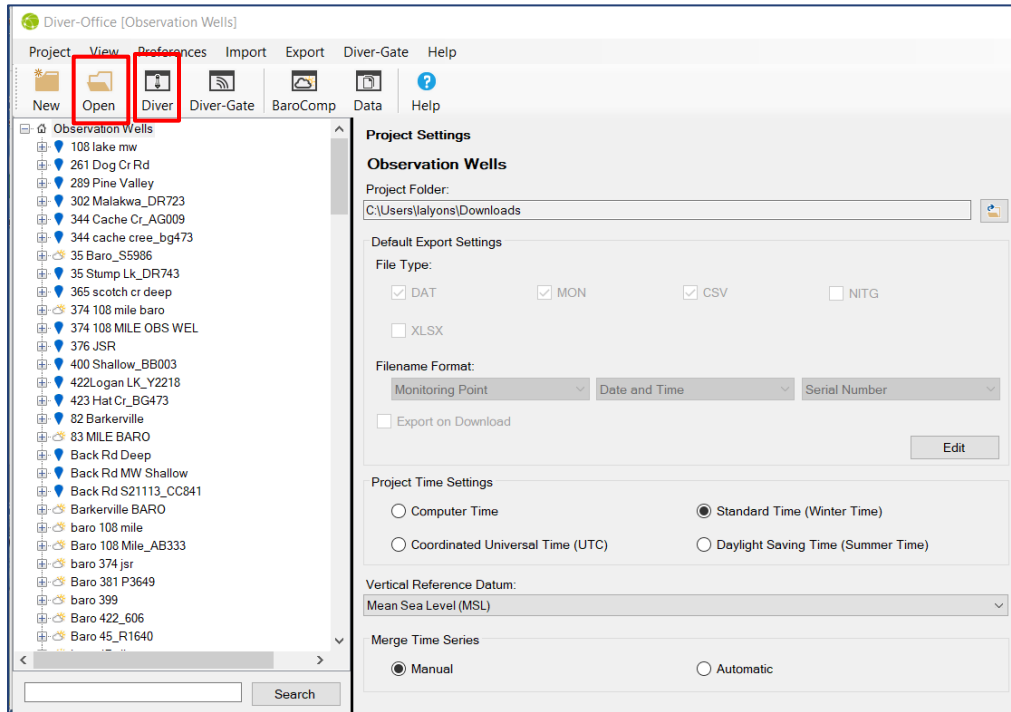 Diver-Office [Observation Wells]
Project View Preferences Import Export Diver-Gate Help
New Open Diver Diver-Gate BaroComp Data Help
Observation Wells
108 lake mw
261 Dog Cr Rd
289 Pine Valley
302 Malakwa_DR723
344 Cache Cr_AG009
344 cache cree_bg473
35 Baro_S5986
35 Stump Lk_DR743
365 scotch cr deep
374 108 mile baro
374 108 MILE OBS WEL
376 JSR
400 Shallow_BB003
422Logan LK_Y2218
423 Hat Cr_BG473
82 Barkerville
83 MILE BARO
Back Rd Deep
Back Rd MW Shallow
Back Rd S21113_CC841
Barkerville BARO
baro 108 mile
Baro 108 Mile_AB333
baro 374 jsr
Baro 381 P3649
baro 399
Baro 422_606
Baro 45_R1640
Search
Project Settings
Observation Wells
Project Folder:
C:\Users\lalyons\Downloads
Default Export Settings
File Type:
DAT MON CSV NITG
XLSX
Filename Format:
Monitoring Point Date and Time Serial Number
Export on Download
Edit
Project Time Settings
Computer Time Standard Time (Winter Time)
Coordinated Universal Time (UTC) Daylight Saving Time (Summer Time)
Vertical Reference Datum:
Mean Sea Level (MSL)
Merge Time Series
Manual Automatic